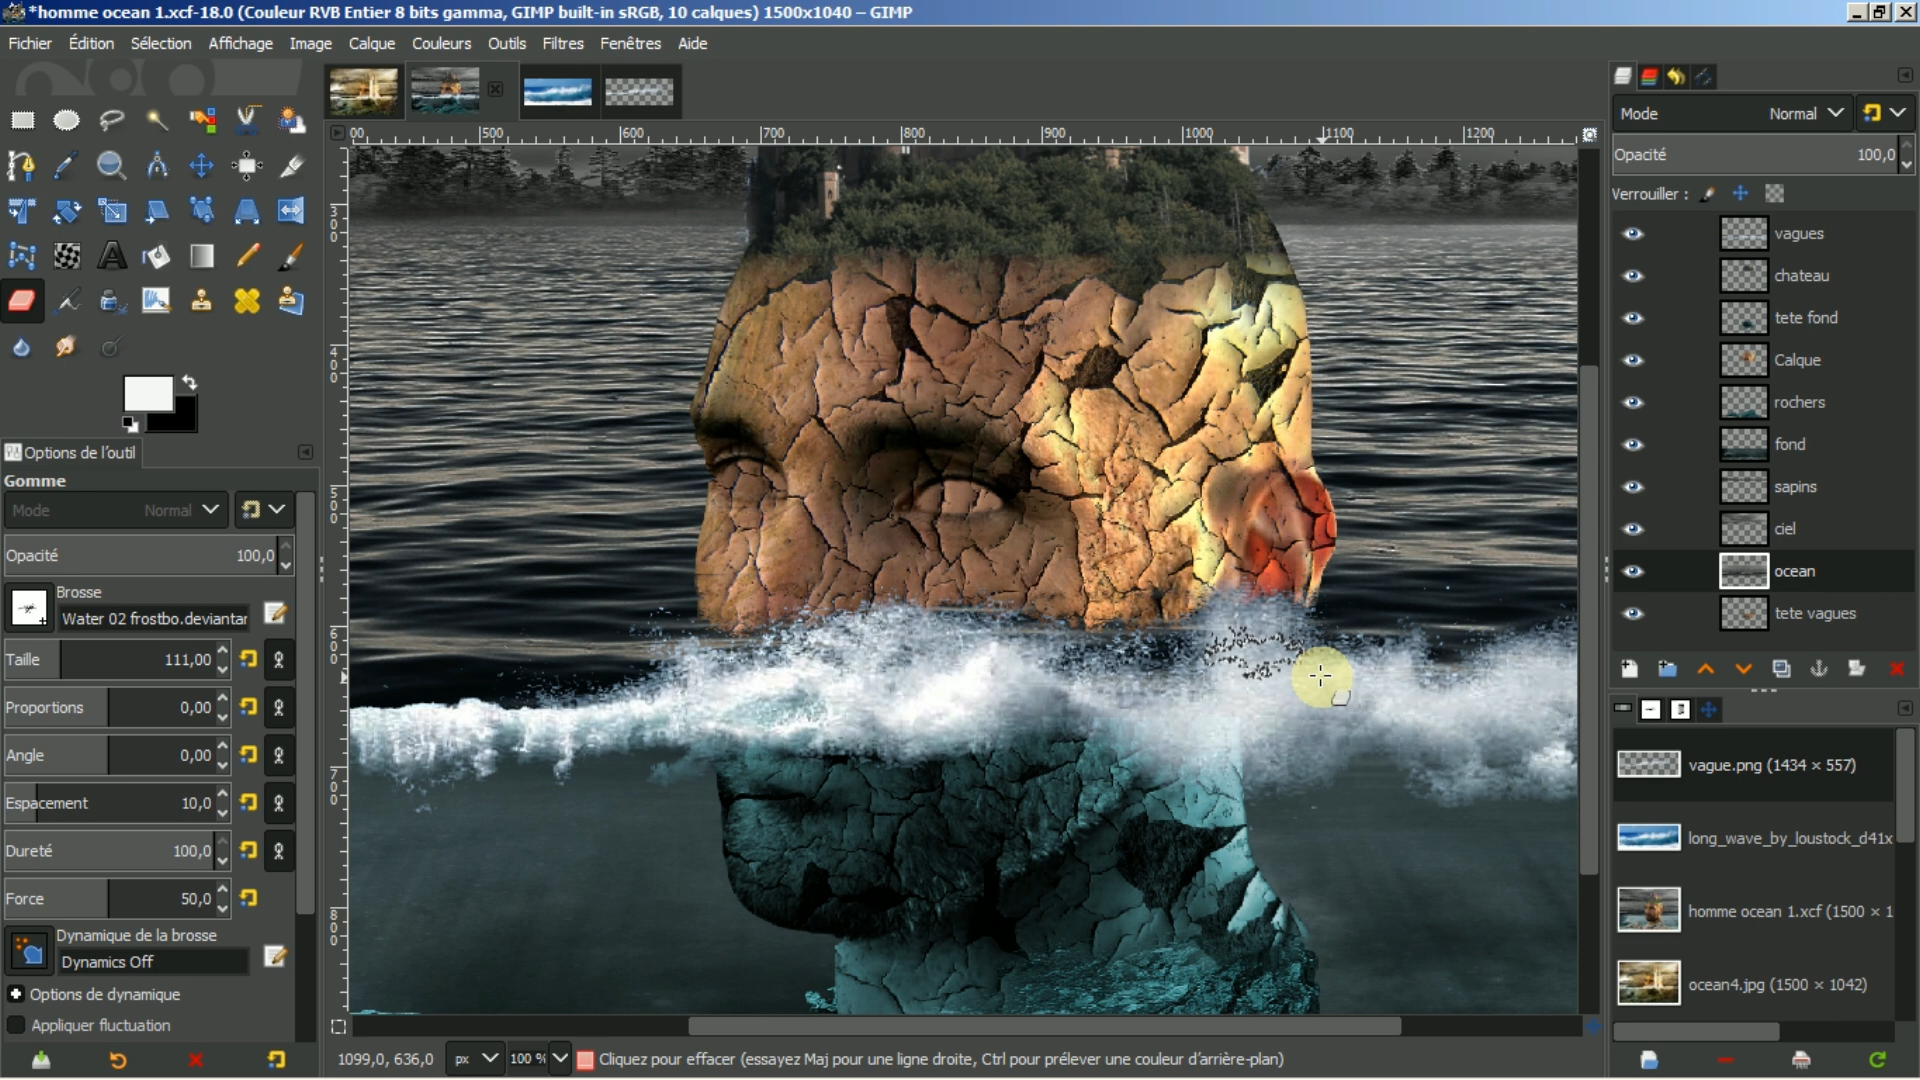 *homme ocean 1.xcf-18.0 (Couleur RVB Entier 8 bits gamma, GIMP built-in sRGB, 10 calques) 1500x1040 – GIMP
Fichier Édition Sélection Affichage Image Calque Couleurs Outils Filtres Fenêtres Aide
500 600 700 800 900 1000 1100 1200
300
400
500
600
700
800
Options de l'outil
Gomme
Mode Normal
Opacité 100,0
Brosse
Water 02 frostbo.deviantar
Taille 111,00
Proportions 0,00
Angle 0,00
Espacement 10,0
Dureté 100,0
Force 50,0
Dynamique de la brosse
Dynamics Off
Options de dynamique
Appliquer fluctuation
1099,0, 636,0 px 100 % Cliquez pour effacer (essayez Maj pour une ligne droite, Ctrl pour prélever une couleur d'arrière-plan)
Mode Normal
Opacité 100,0
Verrouiller :
vagues
chateau
tete fond
Calque
rochers
fond
sapins
ciel
ocean
tete vagues
vague.png (1434 × 557)
long_wave_by_loustock_d41x
homme ocean 1.xcf (1500 × 1
ocean4.jpg (1500 × 1042)